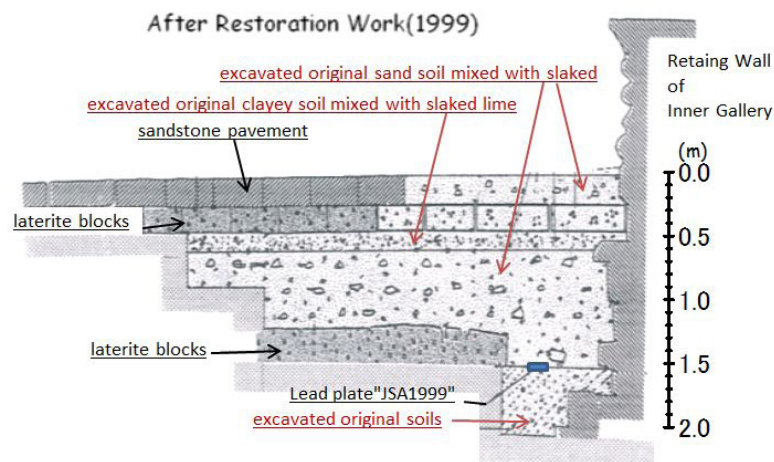 After Restoration Work(1999)
excavated original sand soil mixed with slaked
excavated original clayey soil mixed with slaked lime
sandstone pavement
laterite blocks
laterite blocks
Lead plate"JSA1999"
excavated original soils
Retaing Wall
of
Inner Gallery
(m)
0.0
0.5
1.0
1.5
2.0